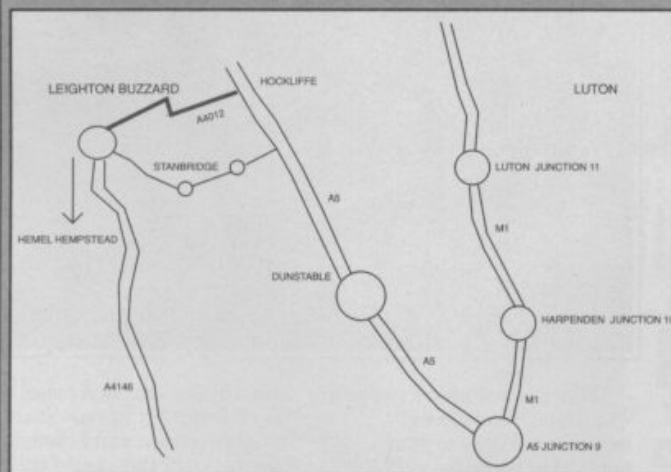 HOCKLIFFE
LEIGHTON BUZZARD
LUTON
A4012
STANBRIDGE
LUTON JUNCTION 11
A5
M1
HEMEL HEMPSTEAD
DUNSTABLE
HARPENDEN JUNCTION 10
A5
A4146
M1
A5 JUNCTION 9